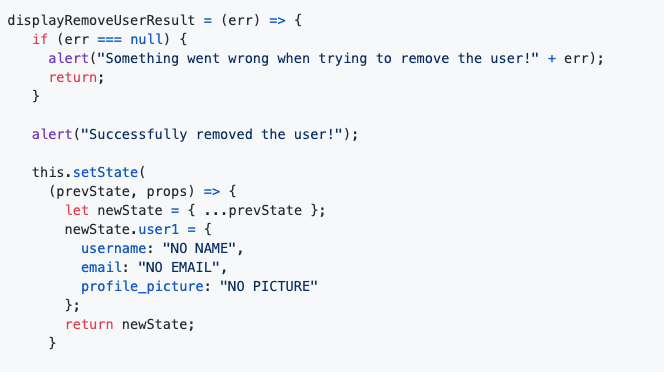 displayRemoveUserResult = (err) => {
if (err === null) {
alert("Something went wrong when trying to remove the user!" + err);
return;
}
alert("Successfully removed the user!");
this.setState(
(prevState, props) => {
let newState = { ...prevState };
newState.user1 = {
username: "NO NAME",
email: "NO EMAIL",
profile_picture: "NO PICTURE"
};
return newState;
}